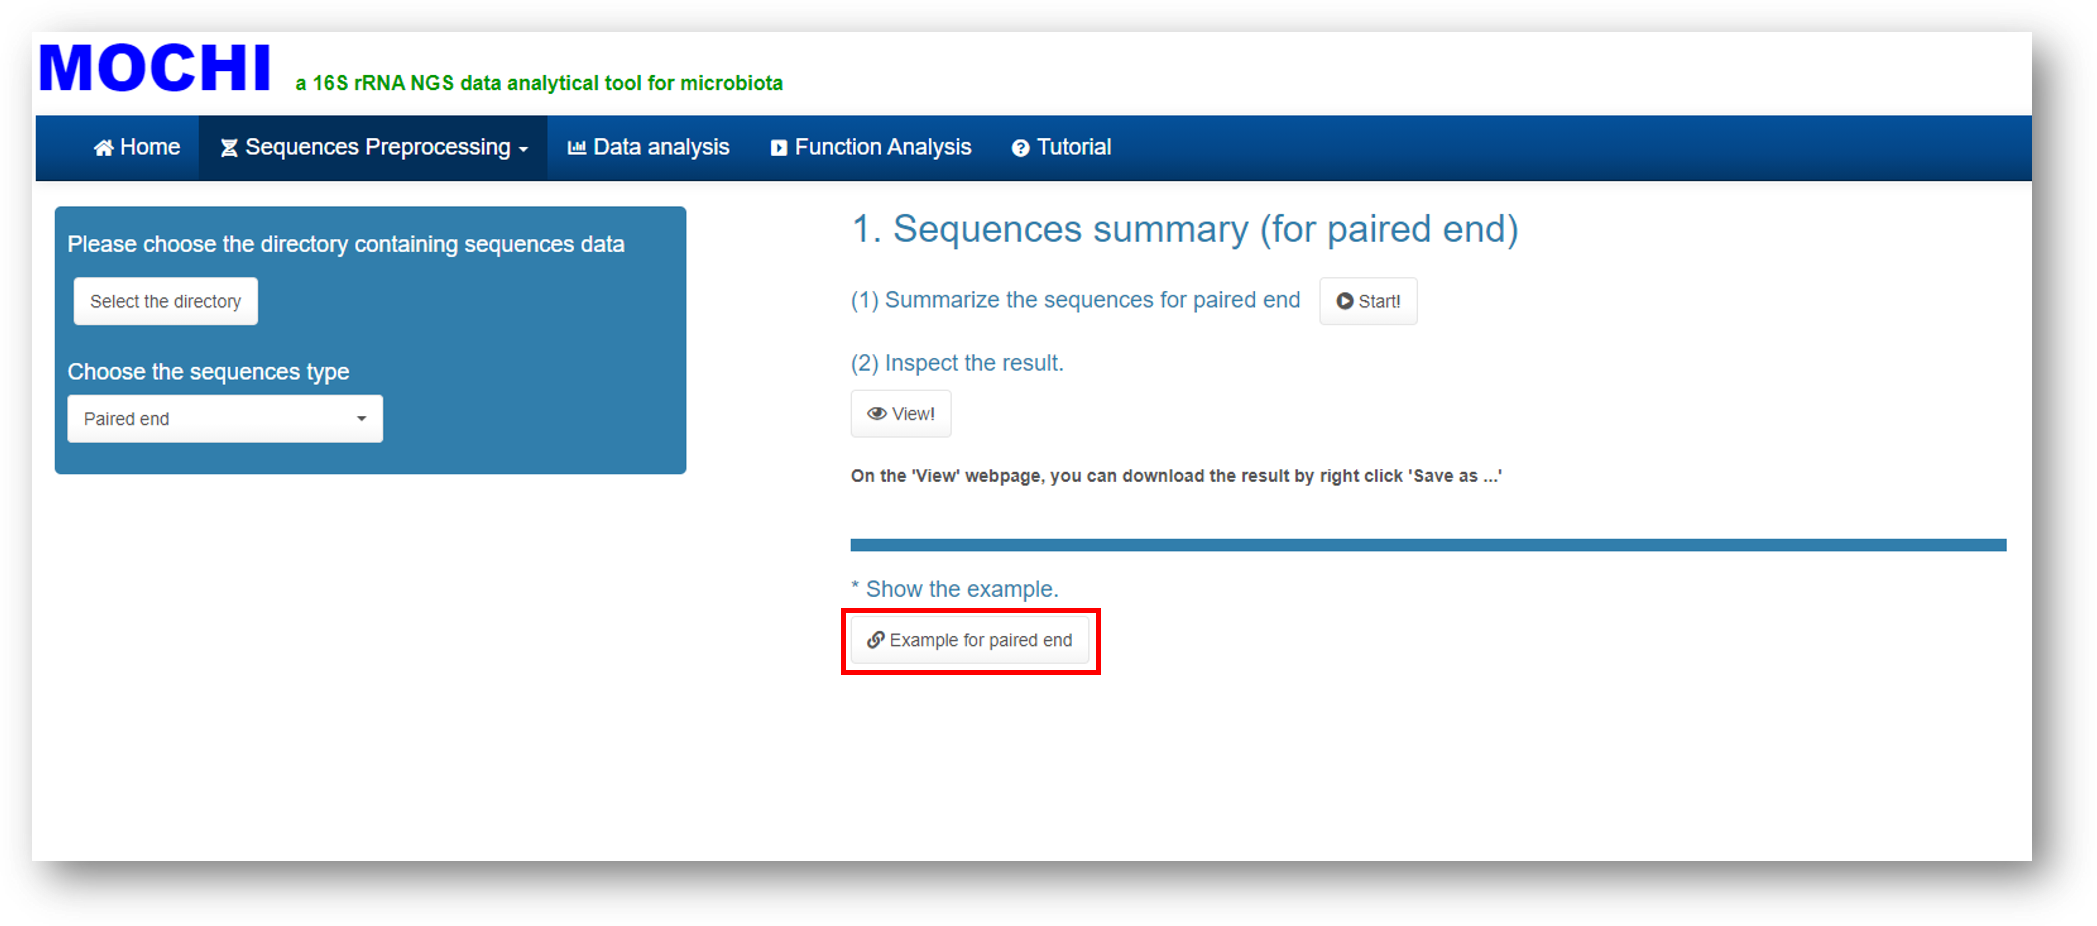 MOCHI a 16S rRNA NGS data analytical tool for microbiota
Home Sequences Preprocessing Data analysis Function Analysis Tutorial
Please choose the directory containing sequences data
Select the directory
Choose the sequences type
Paired end
1. Sequences summary (for paired end)
(1) Summarize the sequences for paired end Start!
(2) Inspect the result.
View!
On the 'View' webpage, you can download the result by right click 'Save as ...'
* Show the example.
Example for paired end